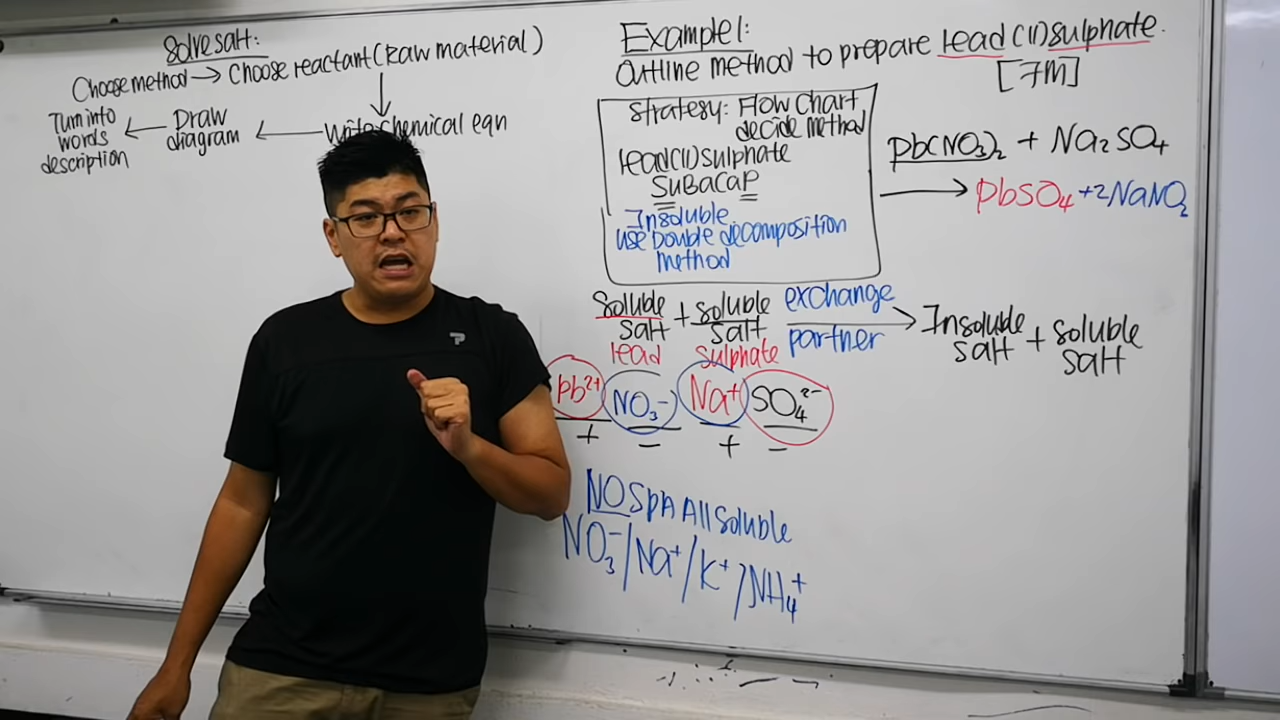 Solve salt:
Choose method → Choose reactant (Raw material)
Turn into words description ← Draw diagram ← chemical eqn
Example 1:
Outline method to prepare lead (II) sulphate.
[7M]
Strategy: Flow Chart
decide method
lead (II) sulphate
SuBaCaP
Insoluble
use Double decomposition
method
Pb(NO₃)₂ + Na₂SO₄
→ PbSO₄ + 2NaNO₂
soluble salt + soluble salt exchange partner → Insoluble salt + soluble salt
lead sulphate
Pb²⁺ NO₃⁻ Na⁺ SO₄²⁻
+ − + −
NO SPA All Soluble
NO₃⁻/Na⁺/K⁺/NH₄⁺